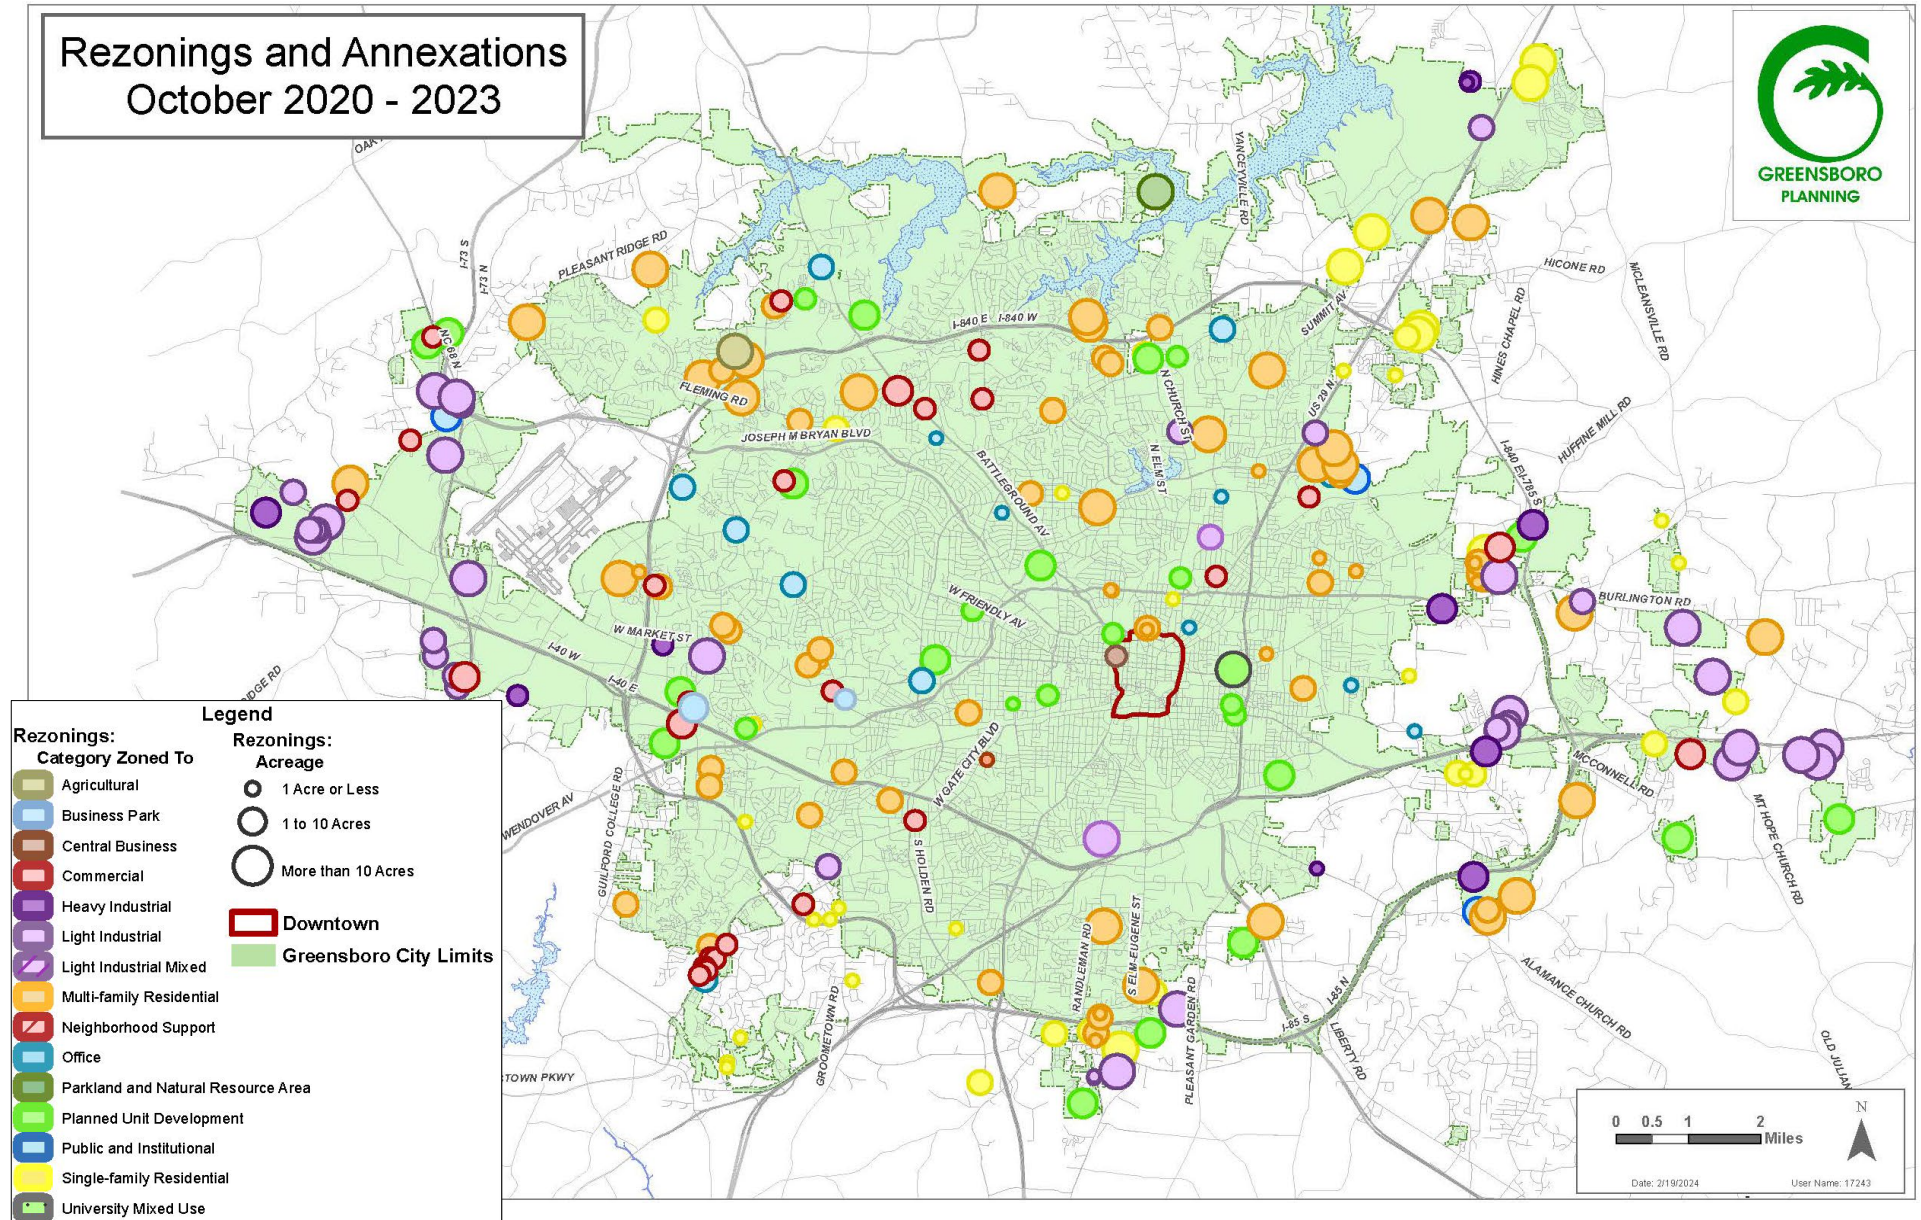 Rezonings and Annexations
October 2020 - 2023
GREENSBORO
PLANNING
I-73 S
I-73 N
PLEASANT RIDGE RD
YANCEYVILLE RD
HICONE RD
MCLEANSVILLE RD
HINES CHAPEL RD
SUMMIT AV
I-840 E
I-840 W
NC 68 N
FLEMING RD
JOSEPH M BRYAN BLVD
N CHURCH ST
US 29 N
HUFFINE MILL RD
BATTLEGROUND AV
N ELM ST
I-840 E/I-785 S
W FRIENDLY AV
BURLINGTON RD
W MARKET ST
I-40 W
I-40 E
W GATE CITY BLVD
MCCONNELL RD
MT HOPE CHURCH RD
WENDOVER AV
GUILFORD COLLEGE RD
S HOLDEN RD
RANDLEMAN RD
S ELM-EUGENE ST
PLEASANT GARDEN RD
GROOMETOWN RD
I-85 N
I-85 S
LIBERTY RD
ALAMANCE CHURCH RD
OLD JULIAN
TOWN PKWY
Legend
Rezonings:
Category Zoned To
Agricultural
Business Park
Central Business
Commercial
Heavy Industrial
Light Industrial
Light Industrial Mixed
Multi-family Residential
Neighborhood Support
Office
Parkland and Natural Resource Area
Planned Unit Development
Public and Institutional
Single-family Residential
University Mixed Use
Rezonings:
Acreage
1 Acre or Less
1 to 10 Acres
More than 10 Acres
Downtown
Greensboro City Limits
0 0.5 1 2
Miles
N
Date: 2/19/2024
User Name: 17243